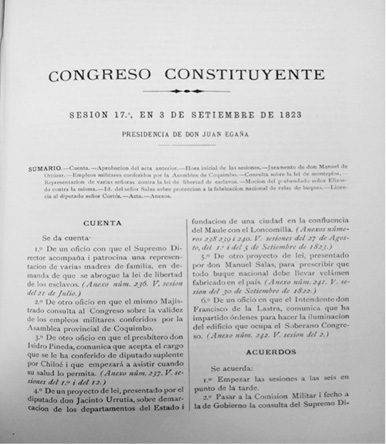 CONGRESO CONSTITUYENTE
SESION 17.ª, EN 3 DE SETIEMBRE DE 1823
PRESIDENCIA DE DON JUAN EGAÑA
SUMARIO.—Cuenta.—Aprobacion del acta anterior.—Hora inicial de las sesiones.—Juramento de don Manuel de
Ortúzar.—Empleos militares conferidos por la Asamblea de Coquimbo.—Consulta sobre la lei de montepíos.—
Representacion de varias señoras contra la lei de libertad de esclavos.—Mocion del presbendado señor Elizon-
do contra la misma.—Id. del señor Salas sobre proteccion a la fabricacion nacional de velas de buques.—Licen-
cia al diputado señor Cortés.—Acta.—Anexos.
CUENTA
Se da cuenta:
1.º De un oficio con que el Supremo Di-
rector acompaña i patrocina una represen-
tacion de varias madres de familia, en de-
manda de que se abrogue la lei de libertad
de los esclavos. (Anexo núm. 236. V. sesion
del 21 de Julio.)
2.º De otro oficio en que el mismo Majis-
trado consulta al Congreso sobre la validez
de los empleos militares conferidos por la
Asamblea provincial de Coquimbo.
3.º De otro oficio en que el presbítero don
Isidro Pineda, comunica que acepta el cargo
que se le ha conferido de diputado suplente
por Chiloé i que empezará a asistir cuando
su salud lo permita. (Anexo núm. 237. V. se-
siones del 1.º i del 12.)
4.º De un proyecto de lei, presentado por el
diputado don Jacinto Urrutia, sobre demar-
cacion de los departamentos del Estado i
fundacion de una ciudad en la confluencia
del Maule con el Loncomilla. (Anexos núme-
ros 238 239 i 240. V. sesiones del 27 de Agos-
to, del 1.º i del 5 de Setiembre de 1823.)
5.º De otro proyecto de lei, presentado
por don Manuel Salas, para prescribir que
todo buque nacional debe llevar velámen
fabricado en el país. (Anexo núm. 241. V. se-
sion del 30 de Setiembre de 1822.)
6.º De un oficio en que el Intendente don
Francisco de la Lastra, comunica que ha
impartido órdenes para hacer la iluminacion
del edificio que ocupa el Soberano Congre-
so. (Anexo núm. 242. V. sesion del 2.)
ACUERDOS
Se acuerda:
1.º Empezar las sesiones a las seis en
punto de la tarde.
2.º Pasar a la Comision Militar i fecho a
la de Gobierno la consulta del Supremo Di-